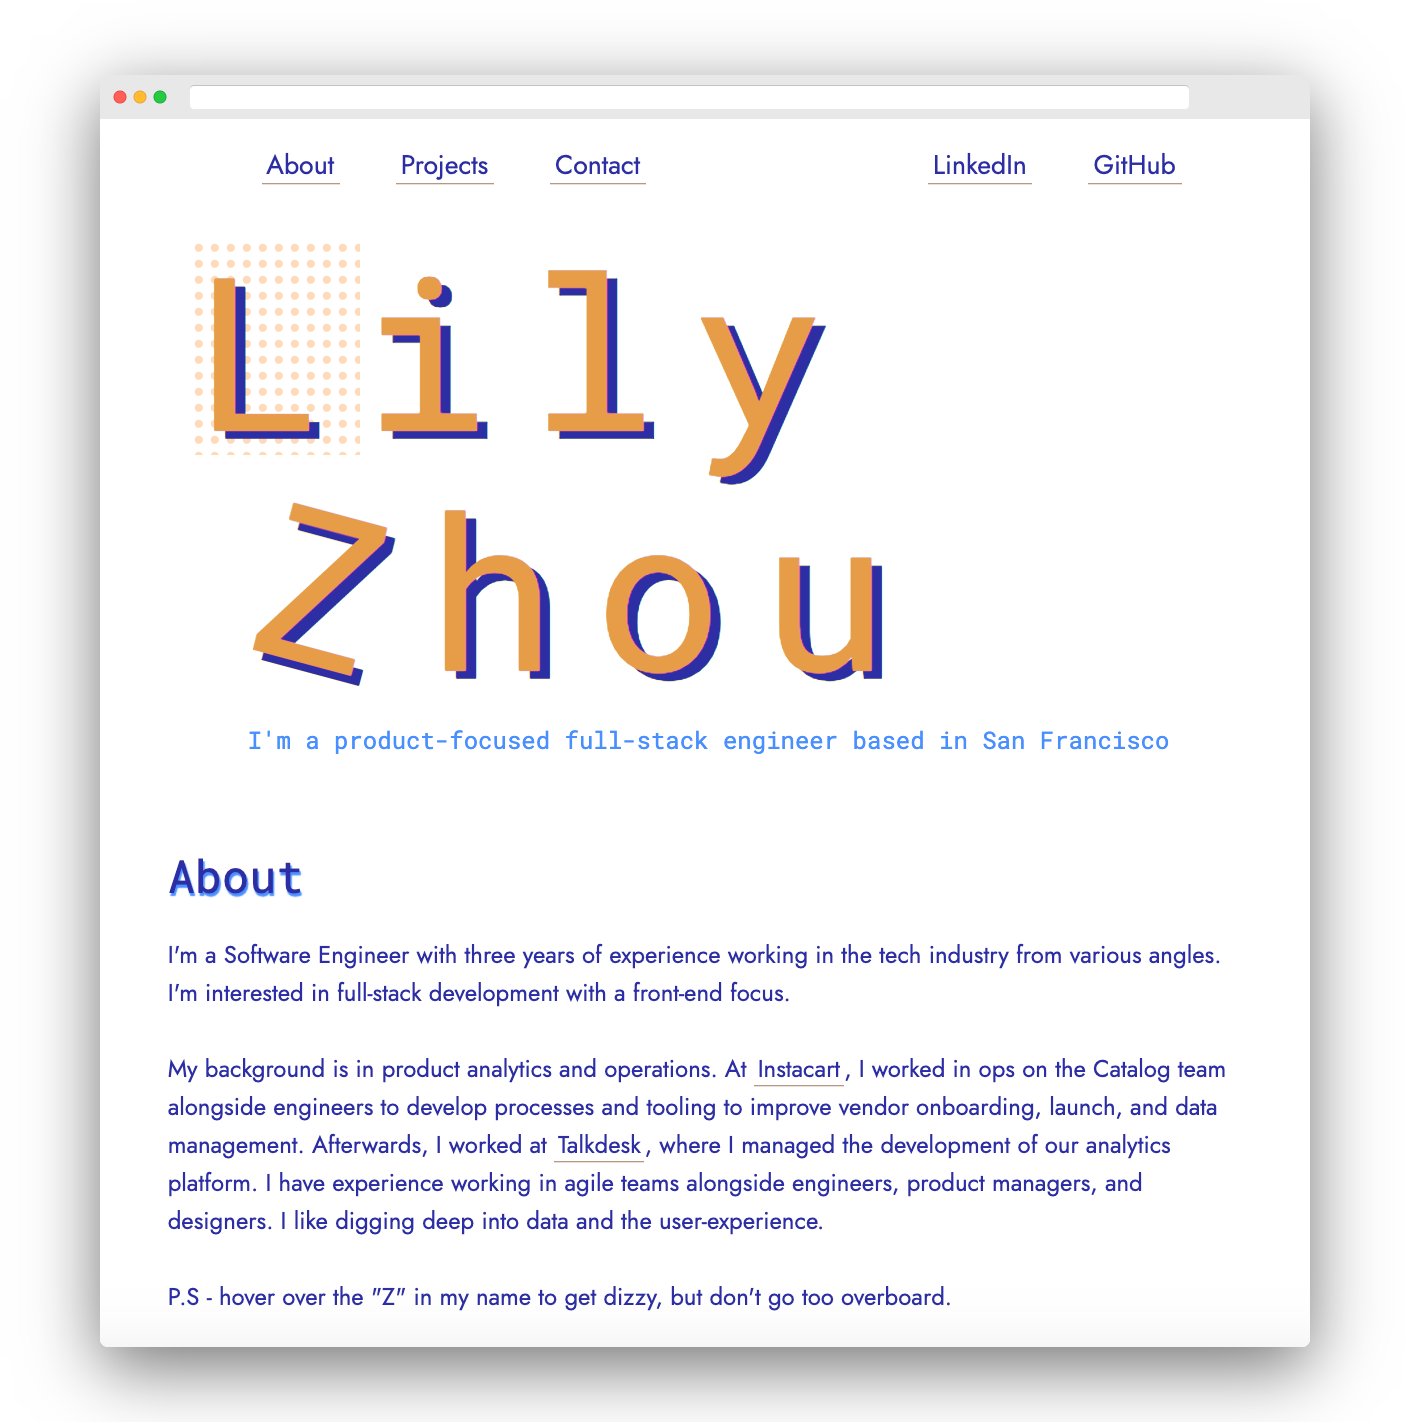 About Projects Contact LinkedIn GitHub
Lily
Zhou
I'm a product-focused full-stack engineer based in San Francisco
About
I'm a Software Engineer with three years of experience working in the tech industry from various angles.
I'm interested in full-stack development with a front-end focus.
My background is in product analytics and operations. At Instacart, I worked in ops on the Catalog team
alongside engineers to develop processes and tooling to improve vendor onboarding, launch, and data
management. Afterwards, I worked at Talkdesk, where I managed the development of our analytics
platform. I have experience working in agile teams alongside engineers, product managers, and
designers. I like digging deep into data and the user-experience.
P.S - hover over the "Z" in my name to get dizzy, but don't go too overboard.